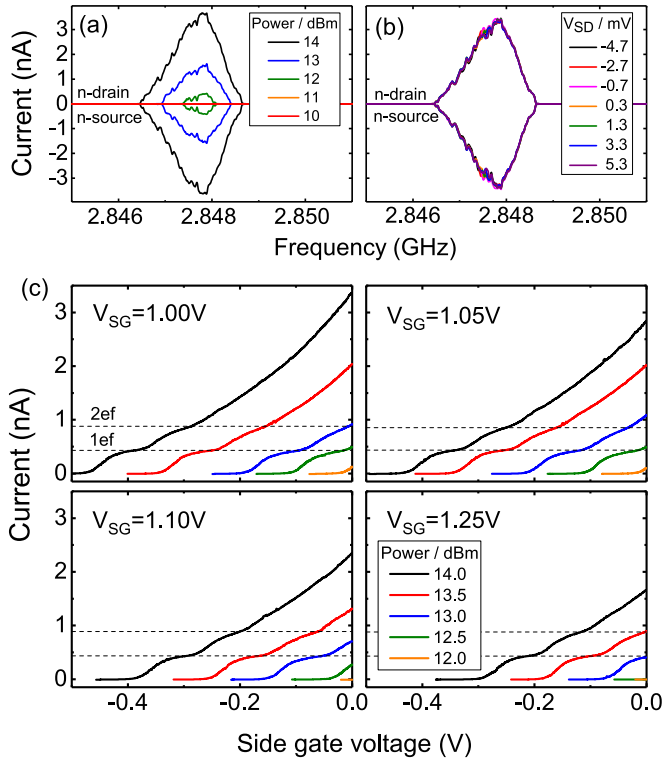 (a)
Power / dBm
14
13
12
11
10
n-drain
n-source
3
2
1
0
-1
-2
-3
Current (nA)
2.846
2.848
2.850
(b)
V_SD / mV
-4.7
-2.7
-0.7
0.3
1.3
3.3
5.3
n-drain
n-source
2.846
2.848
2.850
Frequency (GHz)
(c)
V_SG=1.00V
2ef
1ef
3
2
1
0
V_SG=1.05V
V_SG=1.10V
3
2
1
0
-0.4
-0.2
0.0
V_SG=1.25V
Power / dBm
14.0
13.5
13.0
12.5
12.0
-0.4
-0.2
0.0
Current (nA)
Side gate voltage (V)